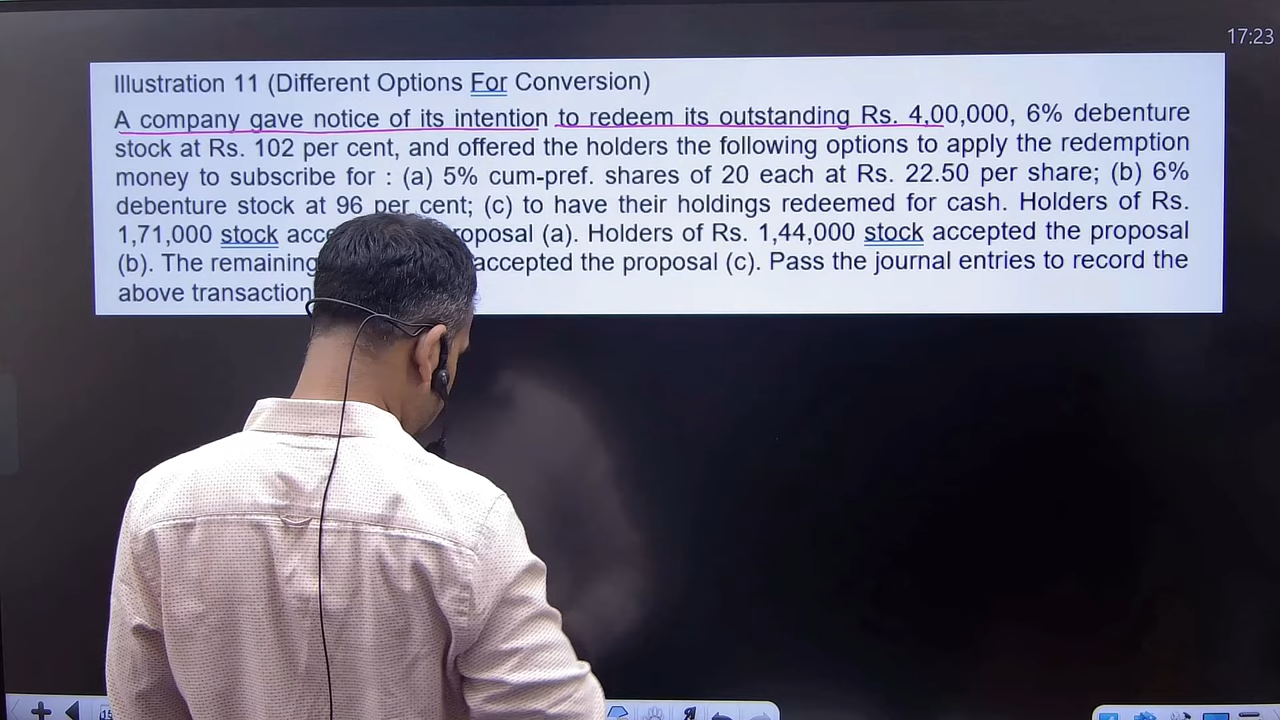 17:23
Illustration 11 (Different Options For Conversion)
A company gave notice of its intention to redeem its outstanding Rs. 4,00,000, 6% debenture
stock at Rs. 102 per cent, and offered the holders the following options to apply the redemption
money to subscribe for : (a) 5% cum-pref. shares of 20 each at Rs. 22.50 per share; (b) 6%
debenture stock at 96 per cent; (c) to have their holdings redeemed for cash. Holders of Rs.
1,71,000 stock proposal (a). Holders of Rs. 1,44,000 stock accepted the proposal
(b). The remaining accepted the proposal (c). Pass the journal entries to record the
above transaction